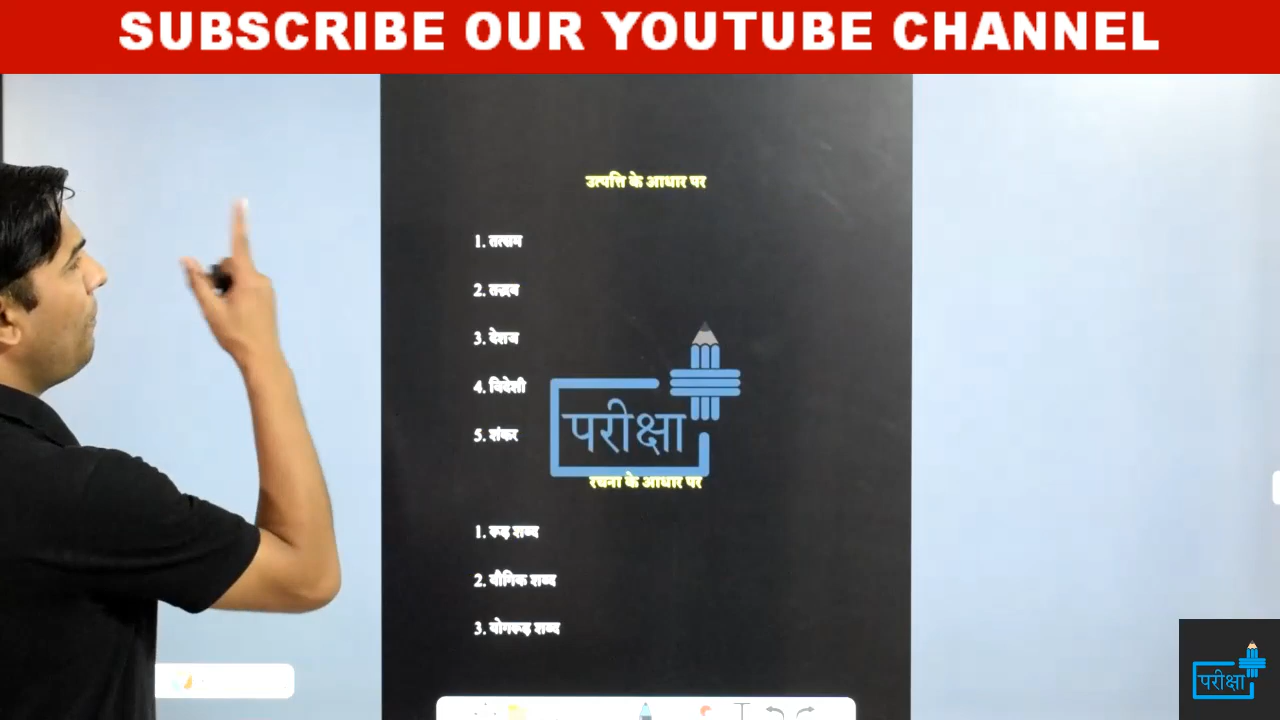 SUBSCRIBE OUR YOUTUBE CHANNEL
उत्पत्ति के आधार पर
1. तत्सम
2. तद्भव
3. देशज
4. विदेशी
5. शंकर
परीक्षा
रचना के आधार पर
1. रूढ़ शब्द
2. यौगिक शब्द
3. योगरूढ़ शब्द
परीक्षा